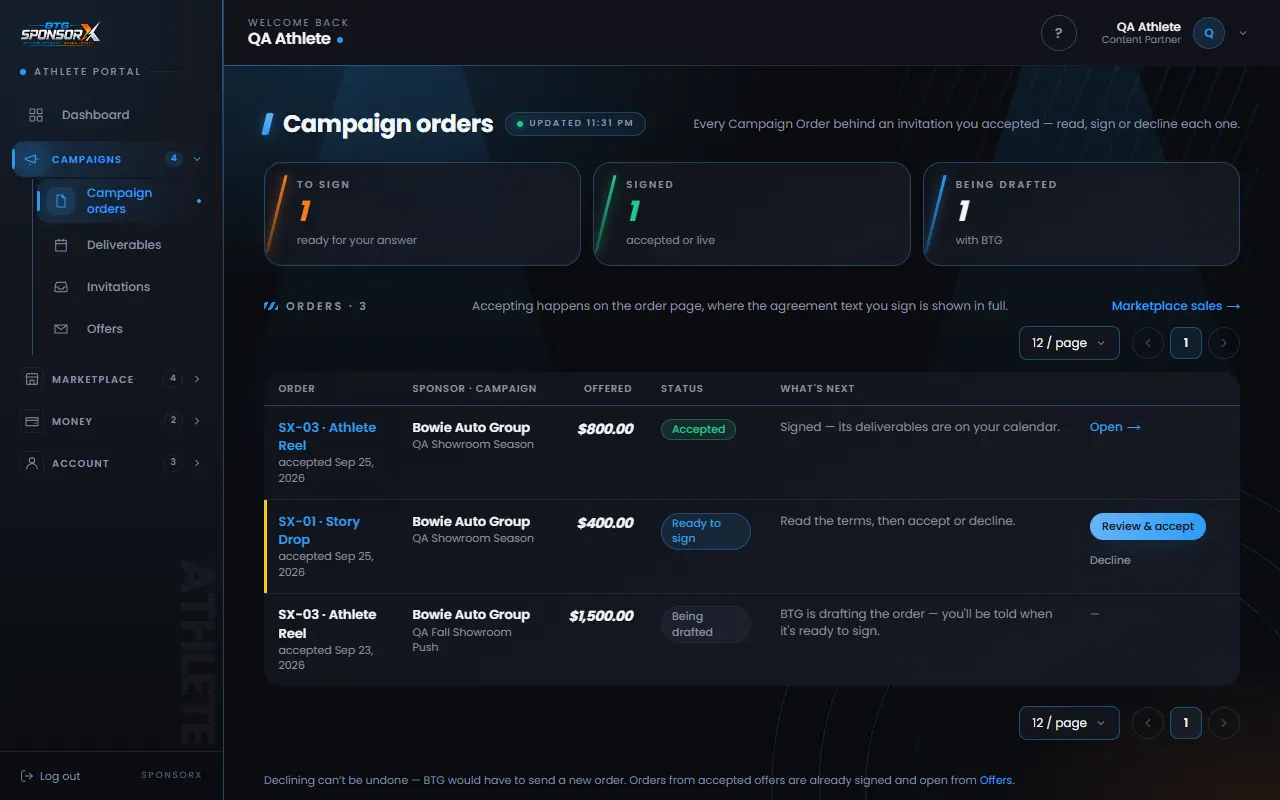 BTG
SPONSORX
ATHLETE PORTAL
Dashboard
CAMPAIGNS 4
Campaign
orders
Deliverables
Invitations
Offers
MARKETPLACE 4
MONEY 2
ACCOUNT 3
ATHLETE
Log out SPONSORX
WELCOME BACK
QA Athlete
?
QA Athlete
Content Partner
Q
Campaign orders
UPDATED 11:31 PM
Every Campaign Order behind an invitation you accepted — read, sign or decline each one.
TO SIGN
1
ready for your answer
SIGNED
1
accepted or live
BEING DRAFTED
1
with BTG
ORDERS · 3
Accepting happens on the order page, where the agreement text you sign is shown in full.
Marketplace sales →
12 / page
1
ORDER SPONSOR · CAMPAIGN OFFERED STATUS WHAT'S NEXT
SX-03 · Athlete
Reel
accepted Sep 25,
2026
Bowie Auto Group
QA Showroom Season
$800.00
Accepted
Signed — its deliverables are on your calendar.
Open →
SX-01 · Story
Drop
accepted Sep 25,
2026
Bowie Auto Group
QA Showroom Season
$400.00
Ready to
sign
Read the terms, then accept or decline.
Review & accept
Decline
SX-03 · Athlete
Reel
accepted Sep 23,
2026
Bowie Auto Group
QA Fall Showroom
Push
$1,500.00
Being
drafted
BTG is drafting the order — you'll be told when
it's ready to sign.
—
12 / page
1
Declining can't be undone — BTG would have to send a new order. Orders from accepted offers are already signed and open from Offers.